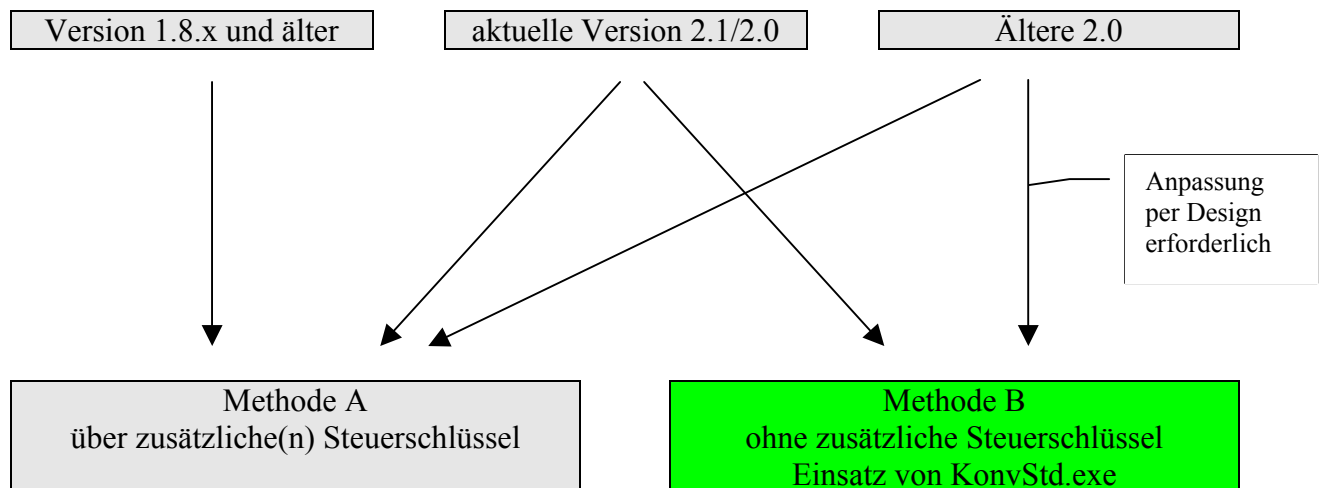 Version 1.8.x und älter
aktuelle Version 2.1/2.0
Ältere 2.0
Anpassung
per Design
erforderlich
Methode A
über zusätzliche(n) Steuerschlüssel
Methode B
ohne zusätzliche Steuerschlüssel
Einsatz von KonvStd.exe